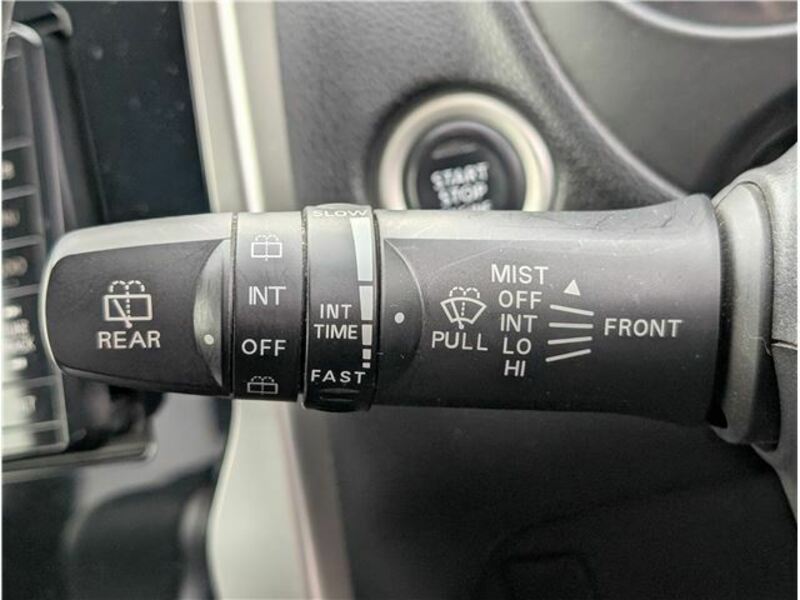 START
STOP
REAR
INT
OFF
SLOW
INT
TIME
FAST
PULL
MIST
OFF
INT
LO
HI
FRONT